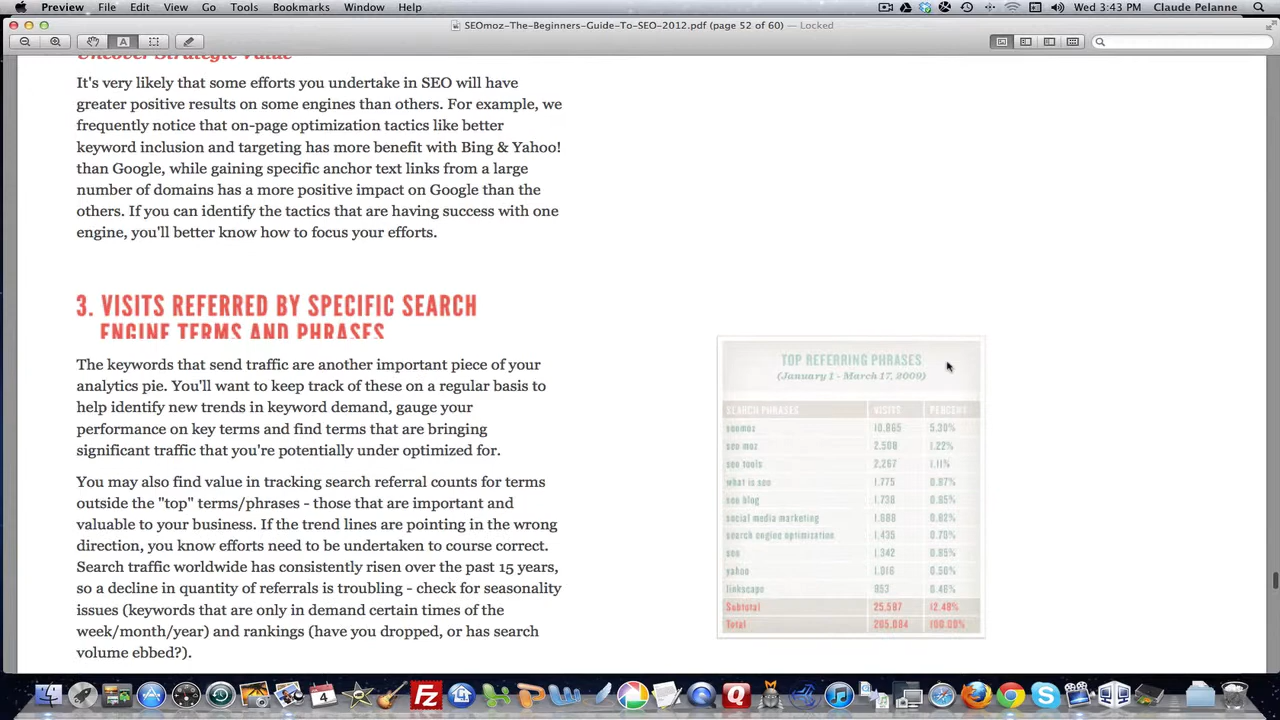 Preview File Edit View Go Tools Bookmarks Window Help Wed 3:43 PM Claude Pelanne
SEOmoz-The-Beginners-Guide-To-SEO-2012.pdf (page 52 of 60) — Locked
Uncover Strategic Value
It's very likely that some efforts you undertake in SEO will have
greater positive results on some engines than others. For example, we
frequently notice that on-page optimization tactics like better
keyword inclusion and targeting has more benefit with Bing & Yahoo!
than Google, while gaining specific anchor text links from a large
number of domains has a more positive impact on Google than the
others. If you can identify the tactics that are having success with one
engine, you'll better know how to focus your efforts.
3. VISITS REFERRED BY SPECIFIC SEARCH
ENGINE TERMS AND PHRASES
The keywords that send traffic are another important piece of your
analytics pie. You'll want to keep track of these on a regular basis to
help identify new trends in keyword demand, gauge your
performance on key terms and find terms that are bringing
significant traffic that you're potentially under optimized for.
You may also find value in tracking search referral counts for terms
outside the "top" terms/phrases - those that are important and
valuable to your business. If the trend lines are pointing in the wrong
direction, you know efforts need to be undertaken to course correct.
Search traffic worldwide has consistently risen over the past 15 years,
so a decline in quantity of referrals is troubling - check for seasonality
issues (keywords that are only in demand certain times of the
week/month/year) and rankings (have you dropped, or has search
volume ebbed?).
TOP REFERRING PHRASES
(January 1 - March 17, 2009)
SEARCH PHRASES VISITS PERCENT
seomoz 10,865 5.30%
seo moz 2,508 1.22%
seo tools 2,267 1.11%
what is seo 1,775 0.87%
seo blog 1,738 0.85%
social media marketing 0.82%
search engine optimization 1,435 0.70%
seo 1,342
yahoo 1,016 0.50%
linkscape 953 0.46%
Subtotal 25,587 12.48%
Total 205,084 100.00%